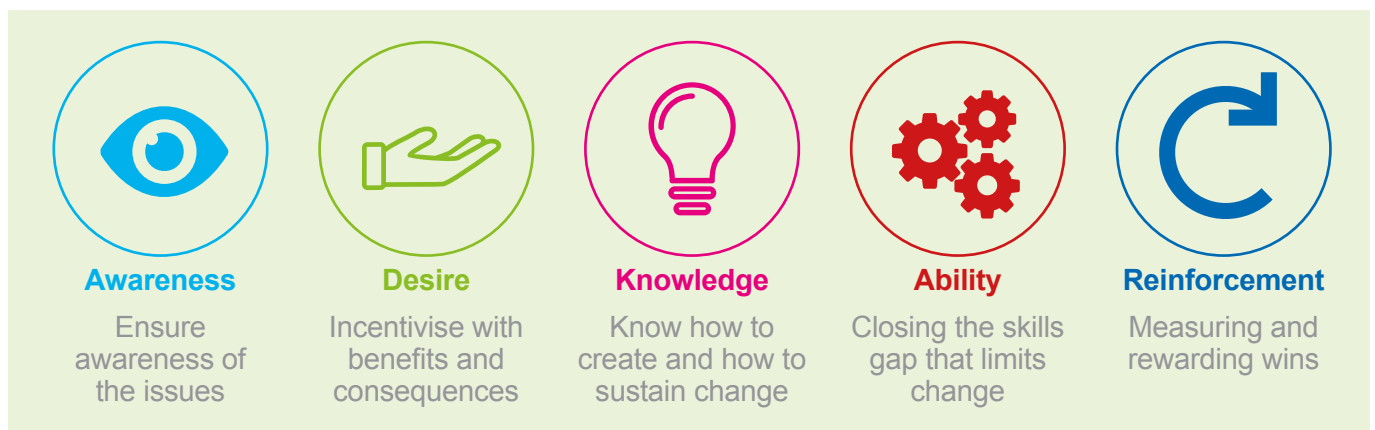 Awareness
Ensure
awareness of
the issues
Desire
Incentivise with
benefits and
consequences
Knowledge
Know how to
create and how to
sustain change
Ability
Closing the skills
gap that limits
change
Reinforcement
Measuring and
rewarding wins